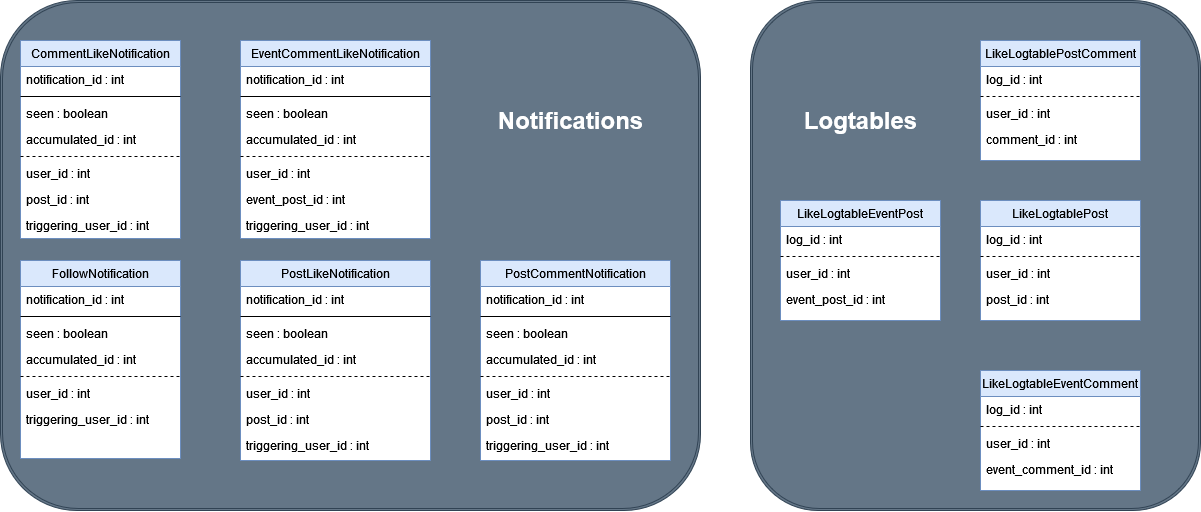 Notifications
CommentLikeNotification
notification_id : int
seen : boolean
accumulated_id : int
user_id : int
post_id : int
triggering_user_id : int
EventCommentLikeNotification
notification_id : int
seen : boolean
accumulated_id : int
user_id : int
event_post_id : int
triggering_user_id : int
FollowNotification
notification_id : int
seen : boolean
accumulated_id : int
user_id : int
triggering_user_id : int
PostLikeNotification
notification_id : int
seen : boolean
accumulated_id : int
user_id : int
post_id : int
triggering_user_id : int
PostCommentNotification
notification_id : int
seen : boolean
accumulated_id : int
user_id : int
post_id : int
triggering_user_id : int
Logtables
LikeLogtablePostComment
log_id : int
user_id : int
comment_id : int
LikeLogtableEventPost
log_id : int
user_id : int
event_post_id : int
LikeLogtablePost
log_id : int
user_id : int
post_id : int
LikeLogtableEventComment
log_id : int
user_id : int
event_comment_id : int